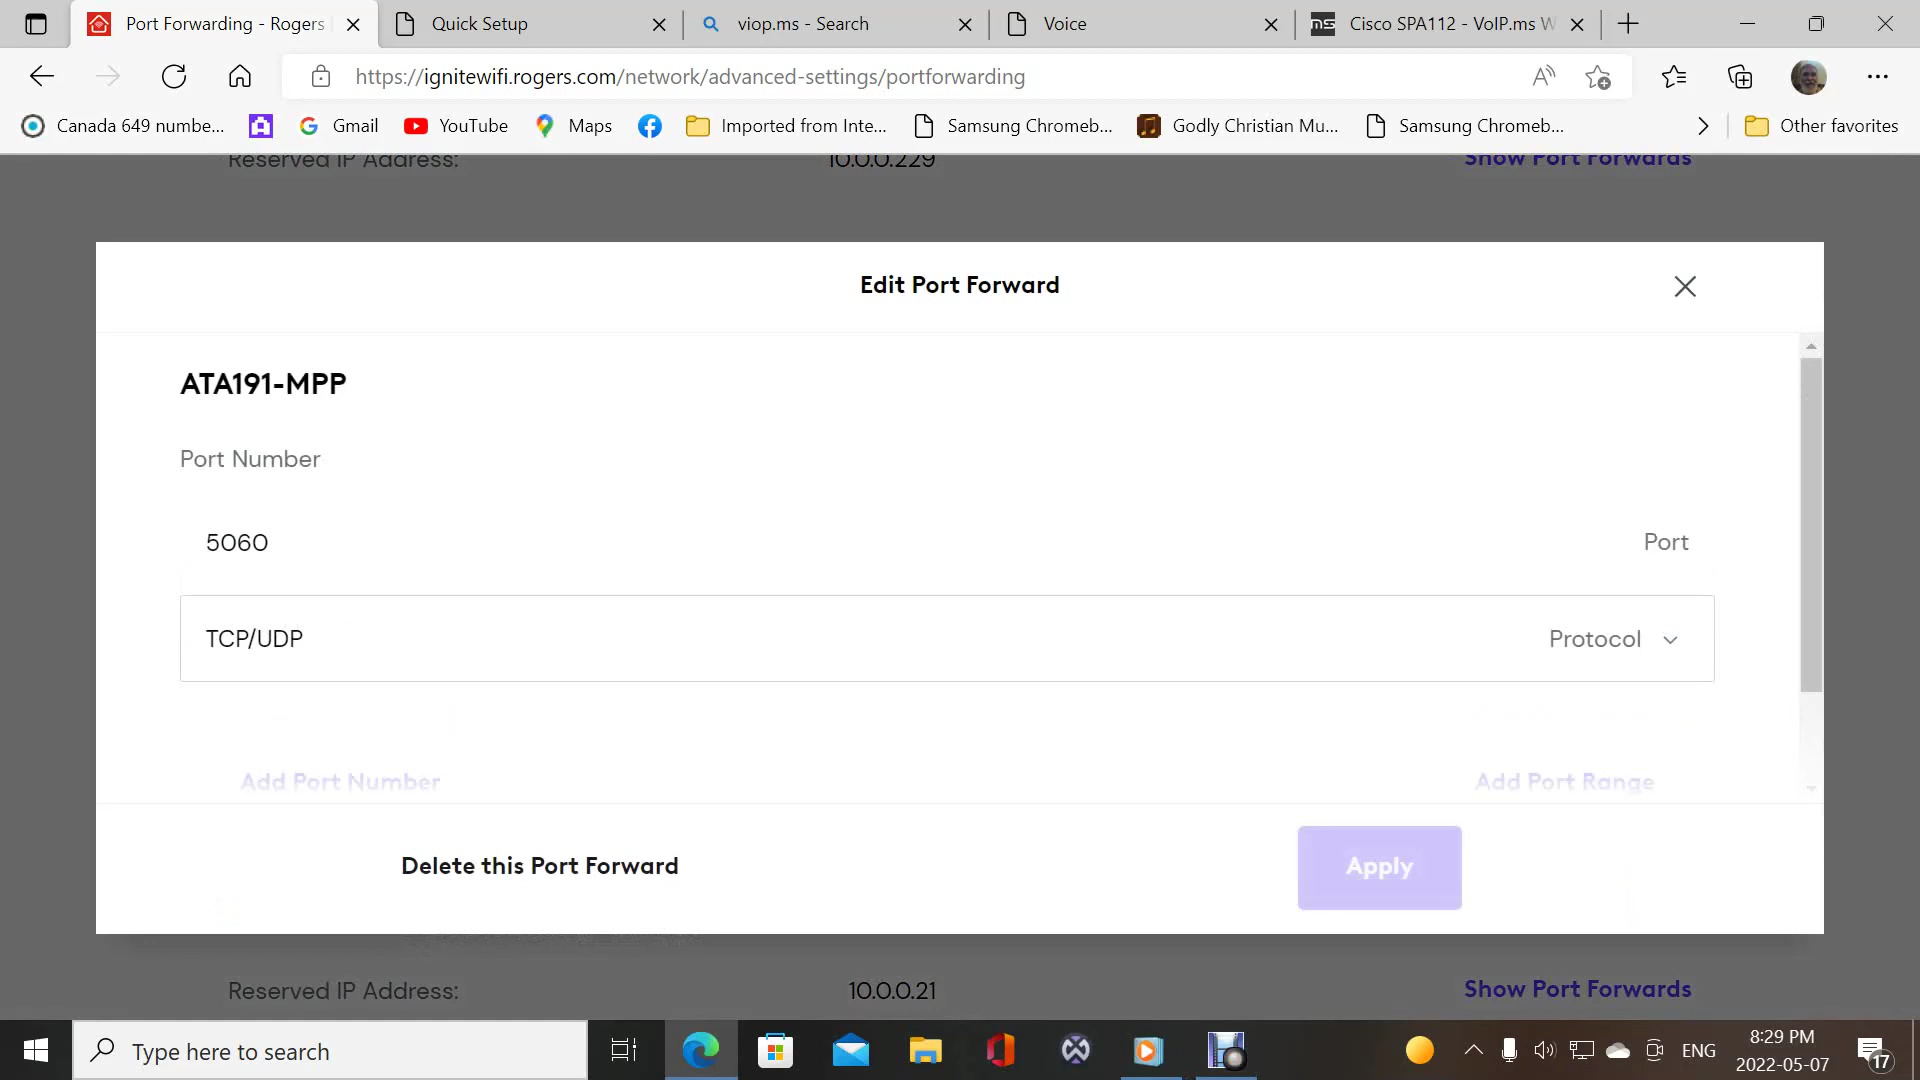 Port Forwarding - Rogers
Quick Setup
viop.ms - Search
Voice
ms Cisco SPA112 - VoIP.ms W
https://ignitewifi.rogers.com/network/advanced-settings/portforwarding
Canada 649 numbe...
Gmail
YouTube
Maps
Imported from Inte...
Samsung Chromeb...
Godly Christian Mu...
Samsung Chromeb...
Other favorites
Reserved IP Address: 10.0.0.229 Show Port Forwards
Edit Port Forward
ATA191-MPP
Port Number
5060 Port
TCP/UDP Protocol
Add Port Number Add Port Range
Delete this Port Forward Apply
Reserved IP Address: 10.0.0.21 Show Port Forwards
Type here to search
ENG
8:29 PM
2022-05-07
17